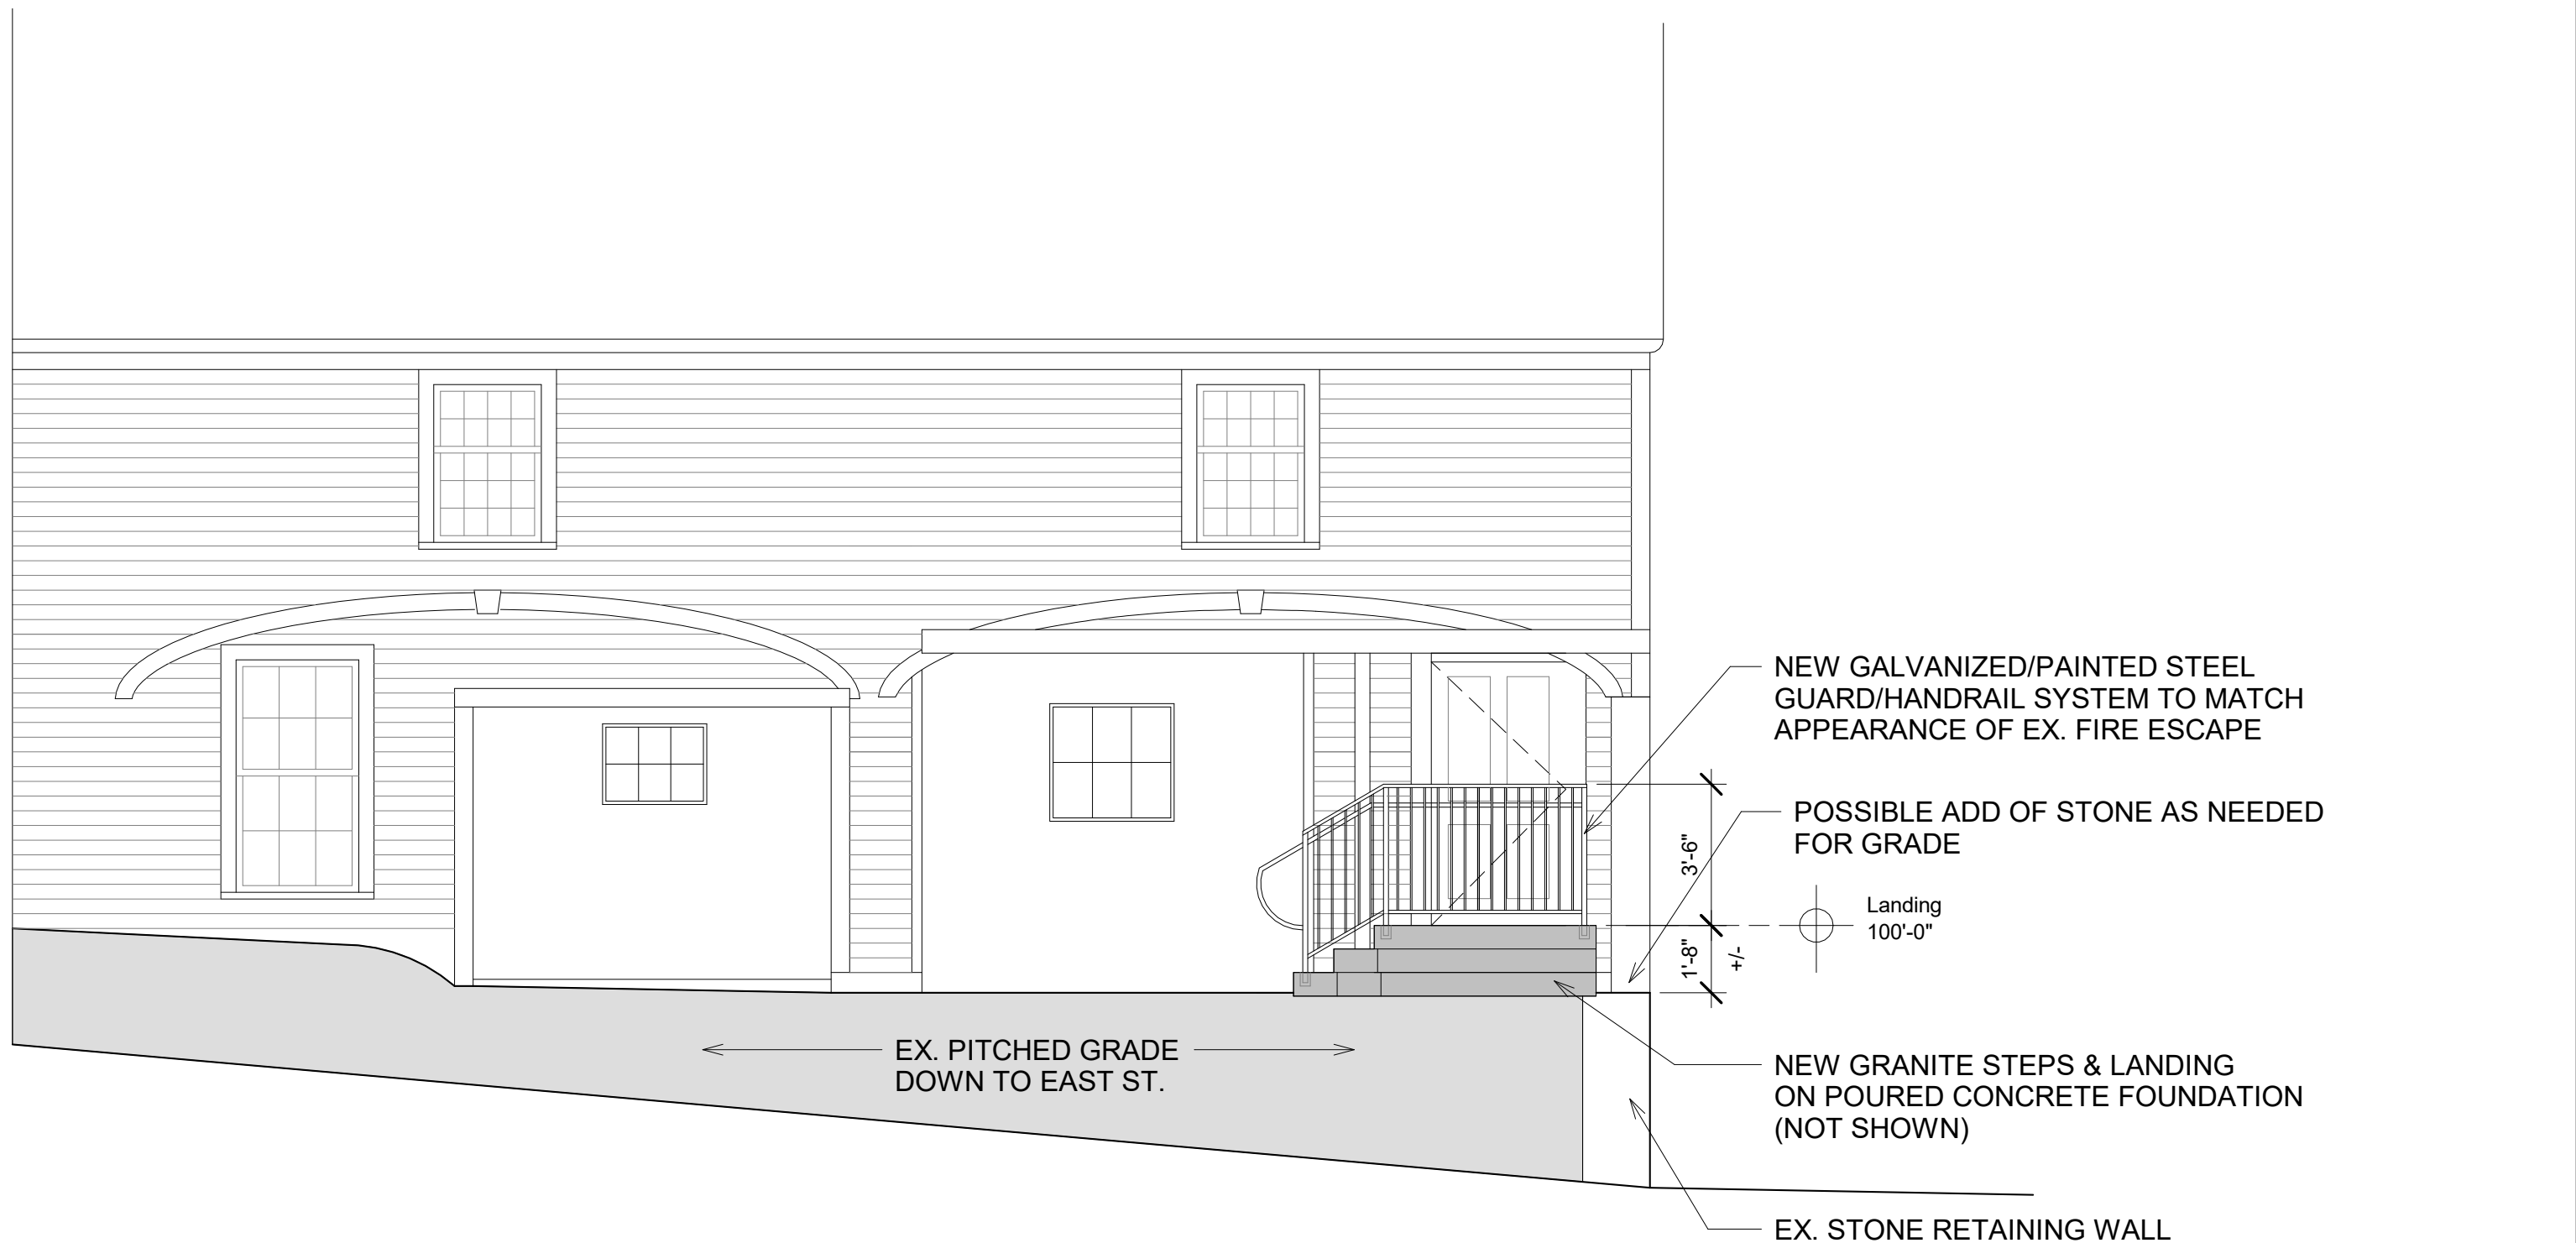 NEW GALVANIZED/PAINTED STEEL
GUARD/HANDRAIL SYSTEM TO MATCH
APPEARANCE OF EX. FIRE ESCAPE
POSSIBLE ADD OF STONE AS NEEDED
FOR GRADE
3'-6"
Landing
100'-0"
1'-8"
+/-
EX. PITCHED GRADE
DOWN TO EAST ST.
NEW GRANITE STEPS & LANDING
ON POURED CONCRETE FOUNDATION
(NOT SHOWN)
EX. STONE RETAINING WALL